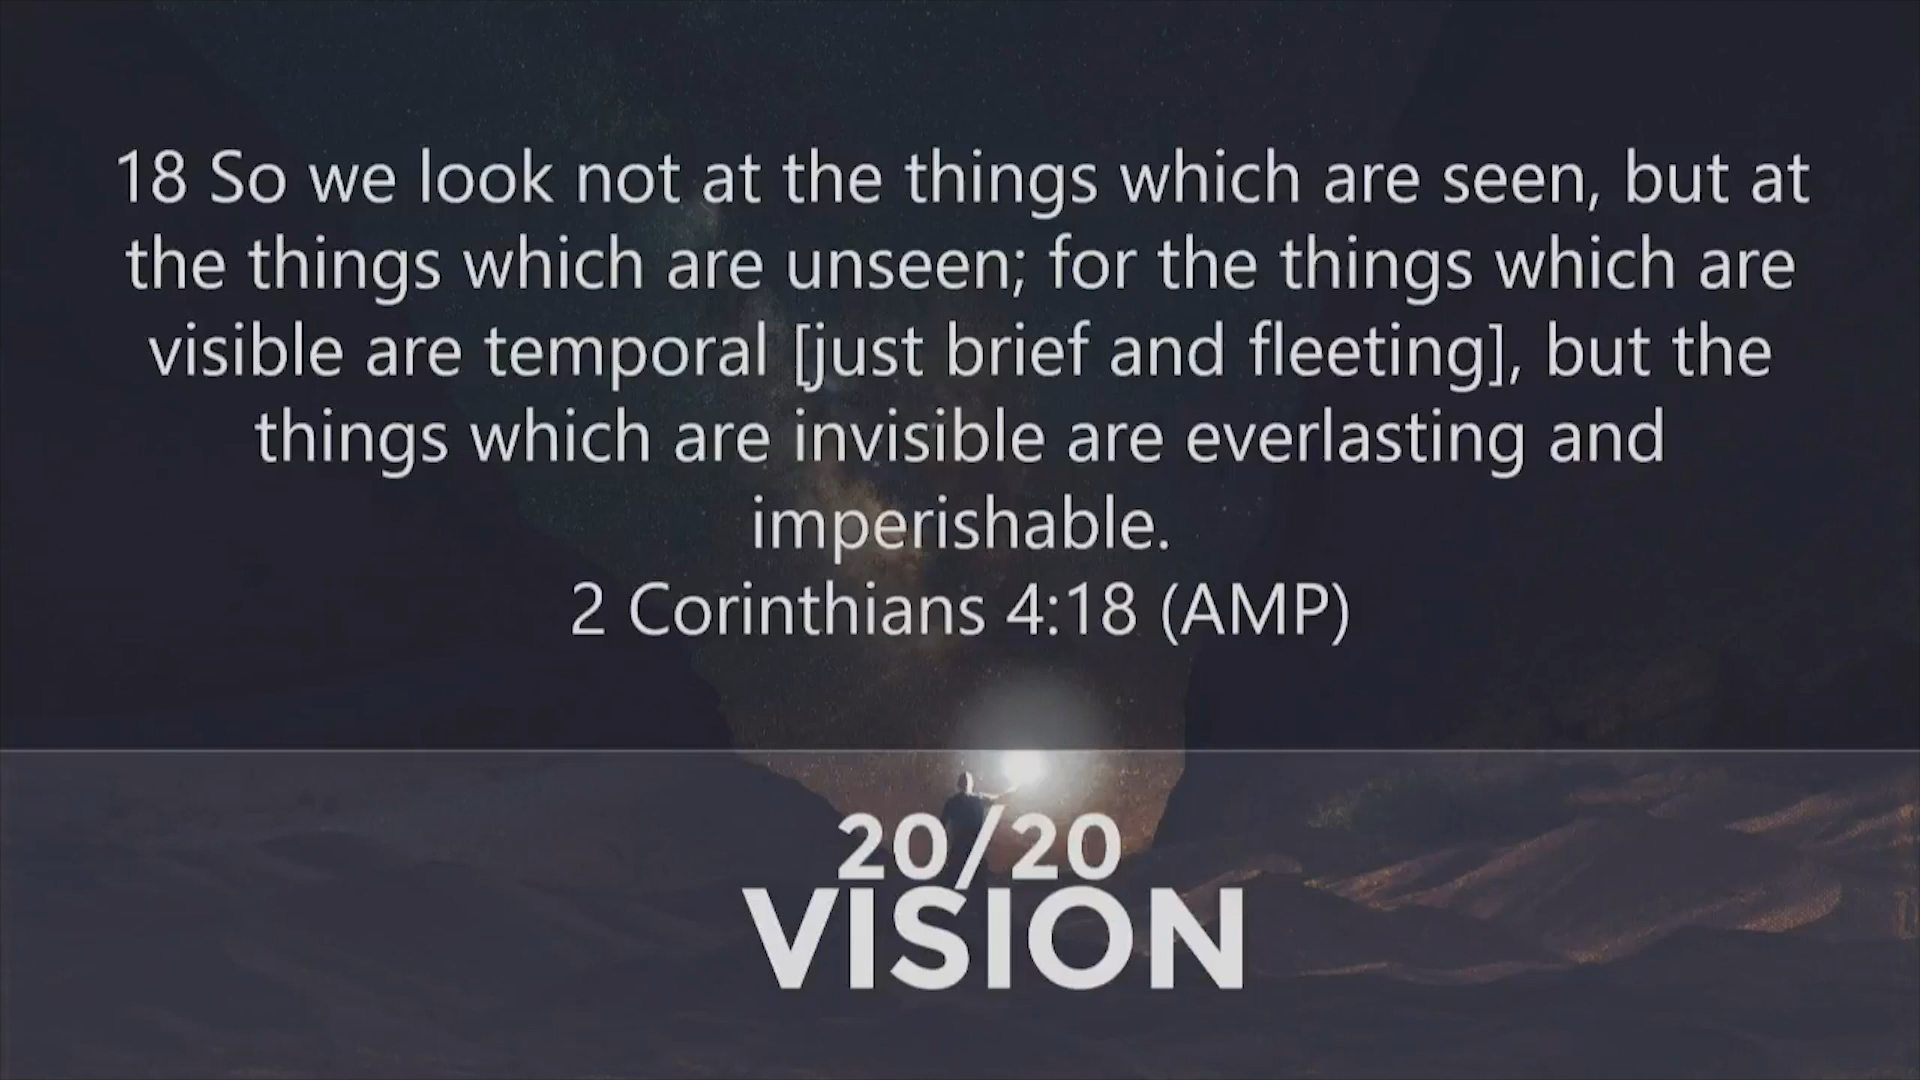 18 So we look not at the things which are seen, but at
the things which are unseen; for the things which are
visible are temporal [just brief and fleeting], but the
things which are invisible are everlasting and
imperishable.
2 Corinthians 4:18 (AMP)
20/20
VISION